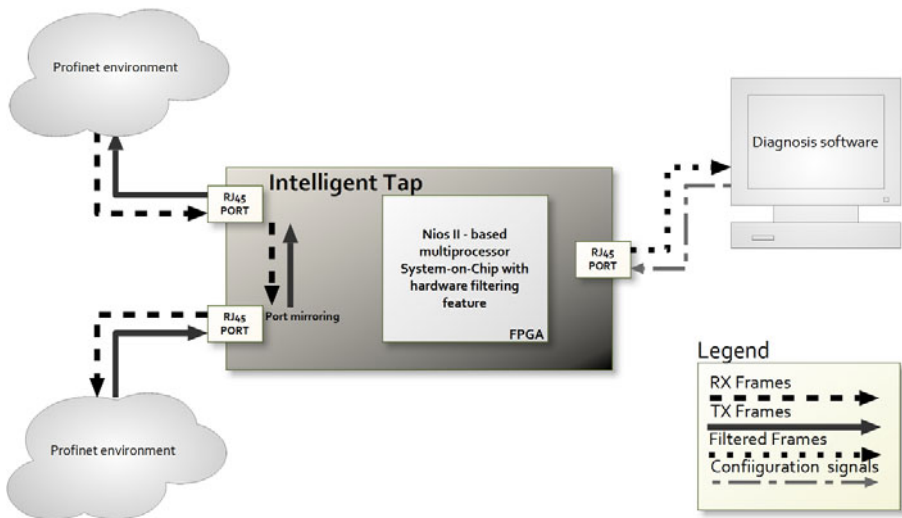 Profinet environment
Intelligent Tap
RJ45
PORT
Nios II - based
multiprocessor
System-on-Chip with
hardware filtering
feature
FPGA
Port mirroring
RJ45
PORT
RJ45
PORT
Diagnosis software
Profinet environment
Legend
RX Frames
TX Frames
Filtered Frames
Confiiguration signals